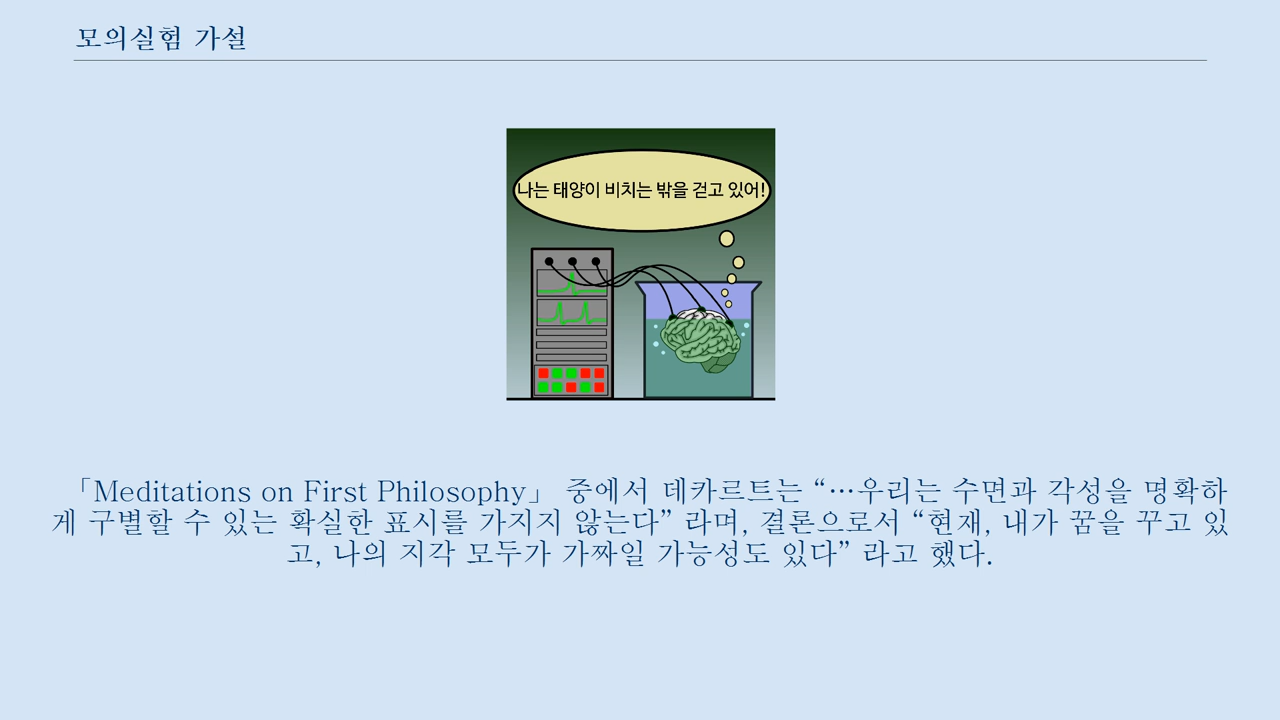 모의실험 가설
나는 태양이 비치는 밖을 걷고 있어!
「Meditations on First Philosophy」 중에서 데카르트는 “…우리는 수면과 각성을 명확하
게 구별할 수 있는 확실한 표시를 가지지 않는다” 라며, 결론으로서 “현재, 내가 꿈을 꾸고 있
고, 나의 지각 모두가 가짜일 가능성도 있다” 라고 했다.